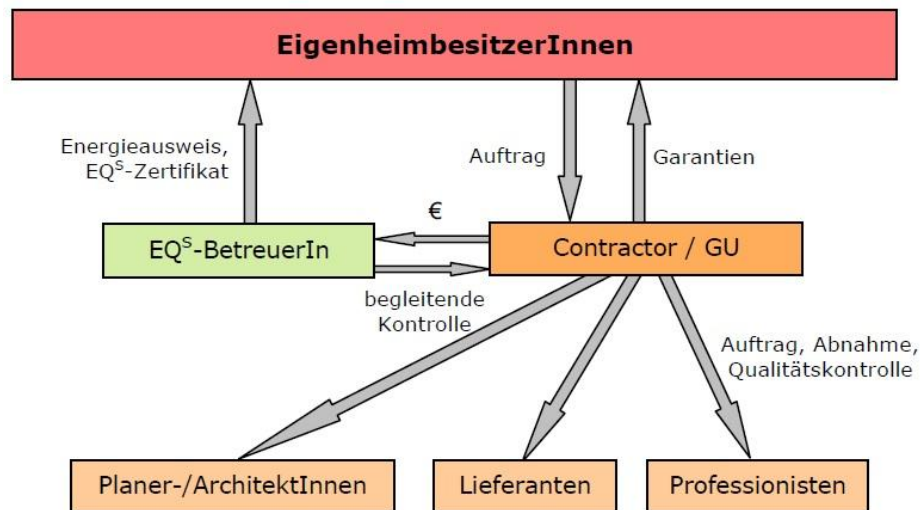 EigenheimbesitzerInnen
Energieausweis,
EQˢ-Zertifikat
Auftrag
Garantien
€
EQˢ-BetreuerIn
Contractor / GU
begleitende
Kontrolle
Auftrag, Abnahme,
Qualitätskontrolle
Planer-/ArchitektInnen
Lieferanten
Professionisten